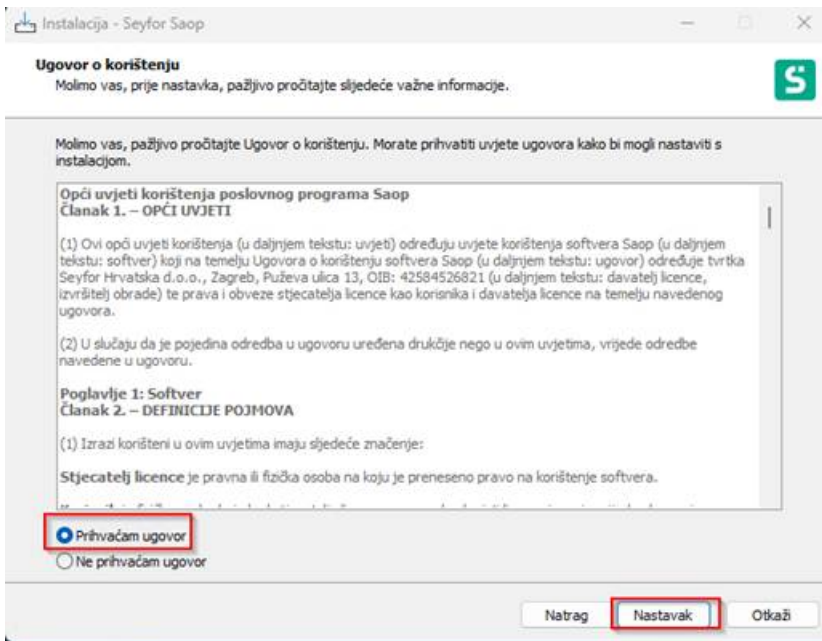 Instalacija - Seyfor Saop
Ugovor o korištenju
Molimo vas, prije nastavka, pažljivo pročitajte slijedeće važne informacije.
S
Molimo vas, pažljivo pročitajte Ugovor o korištenju. Morate prihvatiti uvjete ugovora kako bi mogli nastaviti s
instalacijom.
Opći uvjeti korištenja poslovnog programa Saop
Članak 1. – OPĆI UVJETI
(1) Ovi opći uvjeti korištenja (u daljnjem tekstu: uvjeti) određuju uvjete korištenja softvera Saop (u daljnjem
tekstu: softver) koji na temelju Ugovora o korištenju softvera Saop (u daljnjem tekstu: ugovor) određuje tvrtka
Seyfor Hrvatska d.o.o., Zagreb, Puževa ulica 13, OIB: 42584526821 (u daljnjem tekstu: davatelj licence,
izvršitelj obrade) te prava i obveze stjecatelja licence kao korisnika i davatelja licence na temelju navedenog
ugovora.
(2) U slučaju da je pojedina odredba u ugovoru uređena drukčije nego u ovim uvjetima, vrijede odredbe
navedene u ugovoru.
Poglavlje 1: Softver
Članak 2. – DEFINICIJE POJMOVA
(1) Izrazi korišteni u ovim uvjetima imaju sljedeće značenje:
Stjecatelj licence je pravna ili fizička osoba na koju je preneseno pravo na korištenje softvera.
Prihvaćam ugovor
Ne prihvaćam ugovor
Natrag
Nastavak
Otkaži